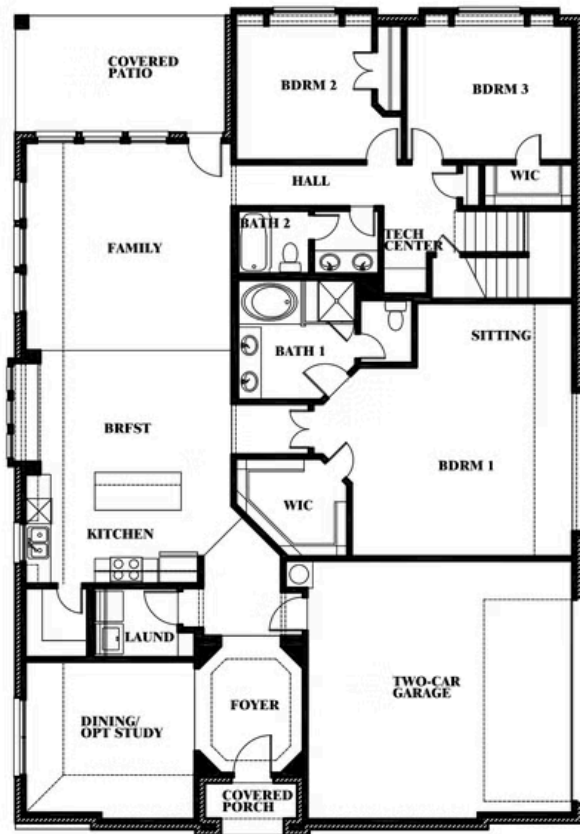 COVERED
PATIO
BDRM 2
BDRM 3
HALL
WIC
BATH 2
TECH
CENTER
FAMILY
SITTING
BATH 1
BRFST
BDRM 1
WIC
KITCHEN
LAUND
TWO-CAR
GARAGE
FOYER
DINING/
OPT STUDY
COVERED
PORCH